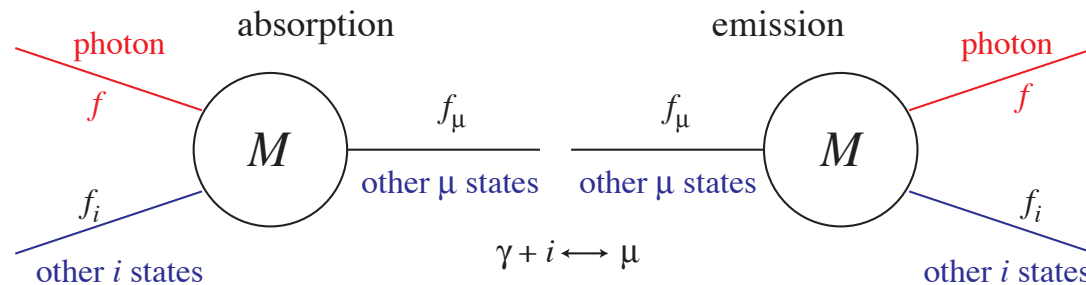 absorption
emission
photon
f
M
f_i
other i states
f_μ
other μ states
f_μ
other μ states
M
photon
f
f_i
other i states
γ + i ⟷ μ